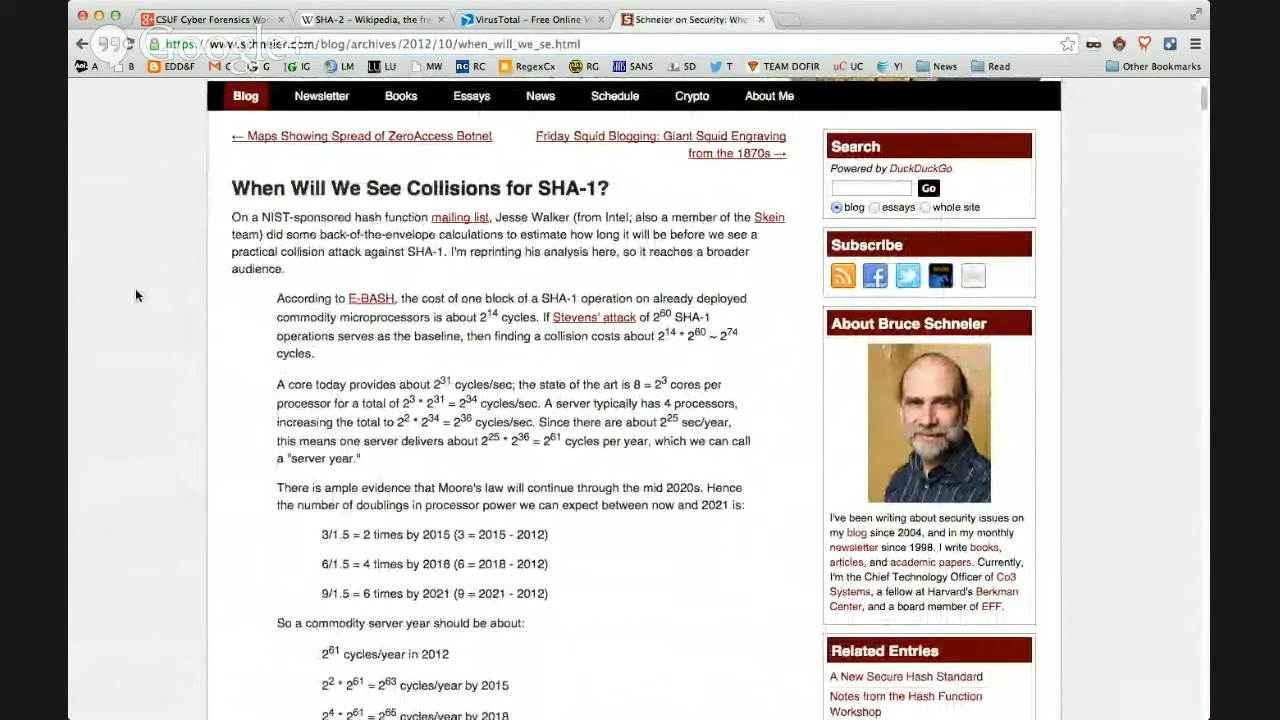 CSUF Cyber Forensics Wo
SHA-2 - Wikipedia, the fre
VirusTotal - Free Online V
Schneier on Security: Whe
Google+
https://www.schneier.com/blog/archives/2012/10/when_will_we_se.html
A
B
EDD&F
C
G
IG
LM
LU
MW
RC
RegexCx
RG
SANS
SD
T
TEAM DOFIR
UC
Y!
News
Read
Other Bookmarks
Blog
Newsletter
Books
Essays
News
Schedule
Crypto
About Me
← Maps Showing Spread of ZeroAccess Botnet
Friday Squid Blogging: Giant Squid Engraving
from the 1870s →
When Will We See Collisions for SHA-1?
On a NIST-sponsored hash function mailing list, Jesse Walker (from Intel; also a member of the Skein
team) did some back-of-the-envelope calculations to estimate how long it will be before we see a
practical collision attack against SHA-1. I'm reprinting his analysis here, so it reaches a broader
audience.
According to E-BASH, the cost of one block of a SHA-1 operation on already deployed
commodity microprocessors is about 2^14 cycles. If Stevens' attack of 2^60 SHA-1
operations serves as the baseline, then finding a collision costs about 2^14 * 2^60 ~ 2^74
cycles.
A core today provides about 2^31 cycles/sec; the state of the art is 8 = 2^3 cores per
processor for a total of 2^3 * 2^31 = 2^34 cycles/sec. A server typically has 4 processors,
increasing the total to 2^2 * 2^34 = 2^36 cycles/sec. Since there are about 2^25 sec/year,
this means one server delivers about 2^25 * 2^36 = 2^61 cycles per year, which we can call
a "server year."
There is ample evidence that Moore's law will continue through the mid 2020s. Hence
the number of doublings in processor power we can expect between now and 2021 is:
3/1.5 = 2 times by 2015 (3 = 2015 - 2012)
6/1.5 = 4 times by 2018 (6 = 2018 - 2012)
9/1.5 = 6 times by 2021 (9 = 2021 - 2012)
So a commodity server year should be about:
2^61 cycles/year in 2012
2^2 * 2^61 = 2^63 cycles/year by 2015
2^4 * 2^61 = 2^65 cycles/year by 2018
Search
Powered by DuckDuckGo
Go
blog
essays
whole site
Subscribe
About Bruce Schneier
I've been writing about security issues on
my blog since 2004, and in my monthly
newsletter since 1998. I write books,
articles, and academic papers. Currently,
I'm the Chief Technology Officer of Co3
Systems, a fellow at Harvard's Berkman
Center, and a board member of EFF.
Related Entries
A New Secure Hash Standard
Notes from the Hash Function
Workshop